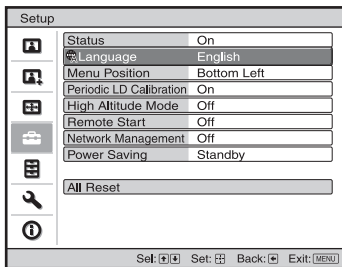 Setup
Status On
Language English
Menu Position Bottom Left
Periodic LD Calibration On
High Altitude Mode Off
Remote Start Off
Network Management Off
Power Saving Standby
All Reset
Sel: Set: Back: Exit: MENU